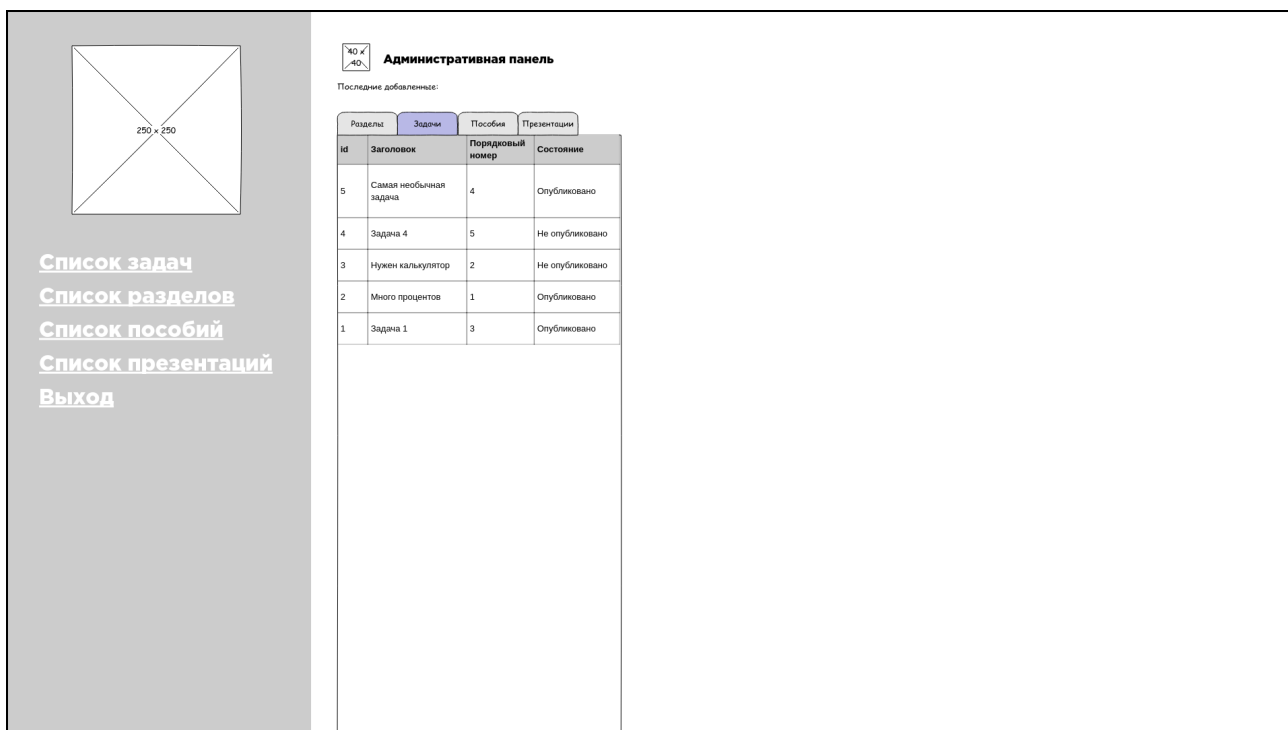 250 x 250
Список задач
Список разделов
Список пособий
Список презентаций
Выход
40 x
40
Административная панель
Последние добавленные:
Разделы Задачи Пособия Презентации
id Заголовок Порядковый номер Состояние
5 Самая необычная задача 4 Опубликовано
4 Задача 4 5 Не опубликовано
3 Нужен калькулятор 2 Не опубликовано
2 Много процентов 1 Опубликовано
1 Задача 1 3 Опубликовано